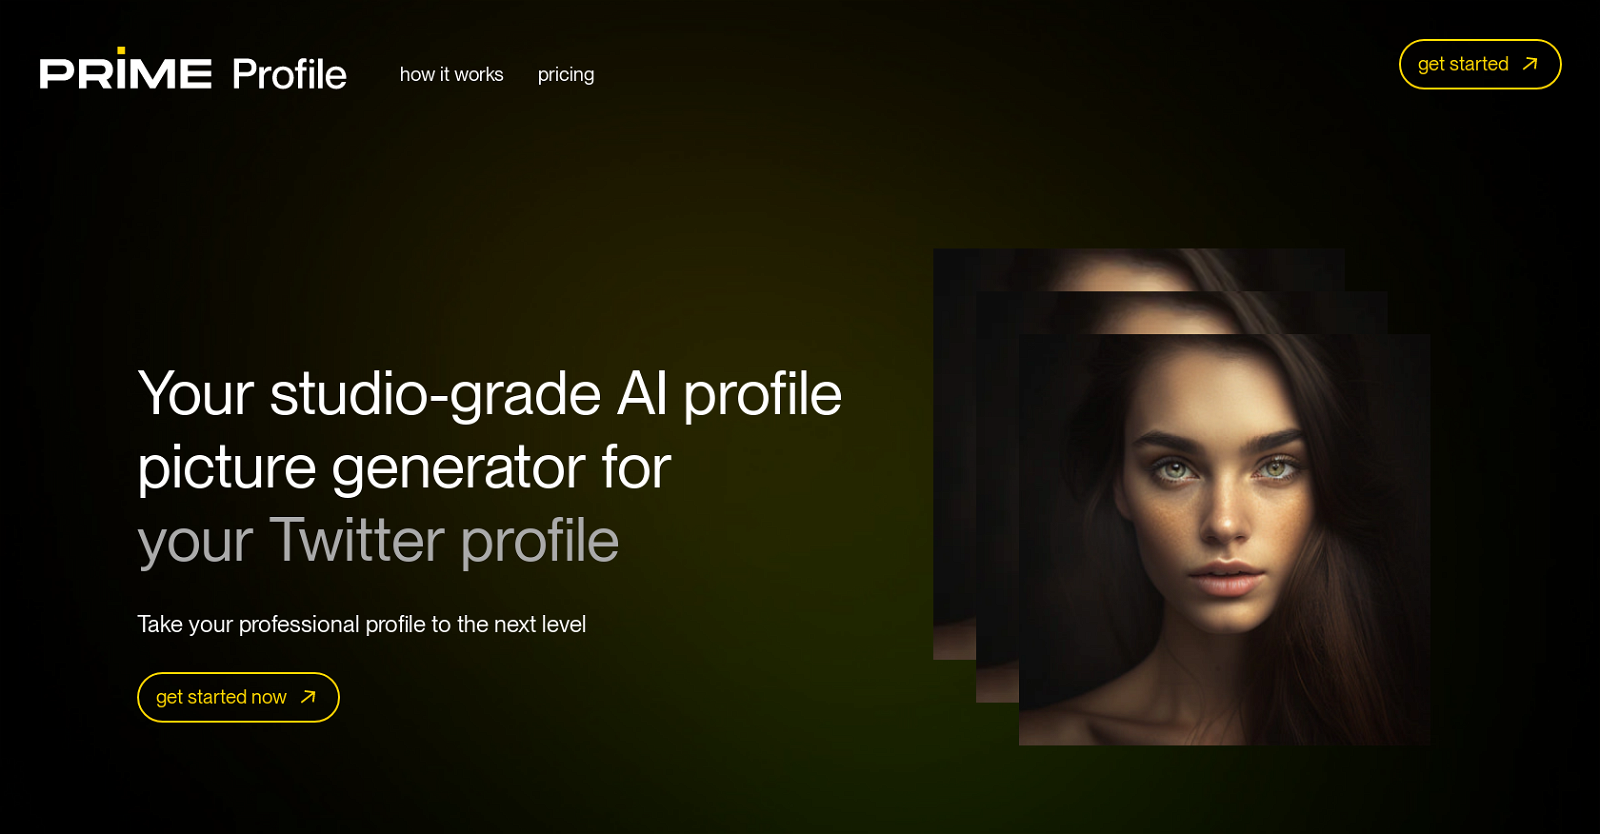 PRIME Profile
how it works
pricing
get started
Your studio-grade AI profile
picture generator for
your Twitter profile
Take your professional profile to the next level
get started now